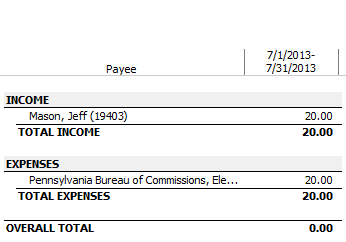 7/1/2013-
Payee 7/31/2013
INCOME
Mason, Jeff (19403) 20.00
TOTAL INCOME 20.00
EXPENSES
Pennsylvania Bureau of Commissions, Ele... 20.00
TOTAL EXPENSES 20.00
OVERALL TOTAL 0.00